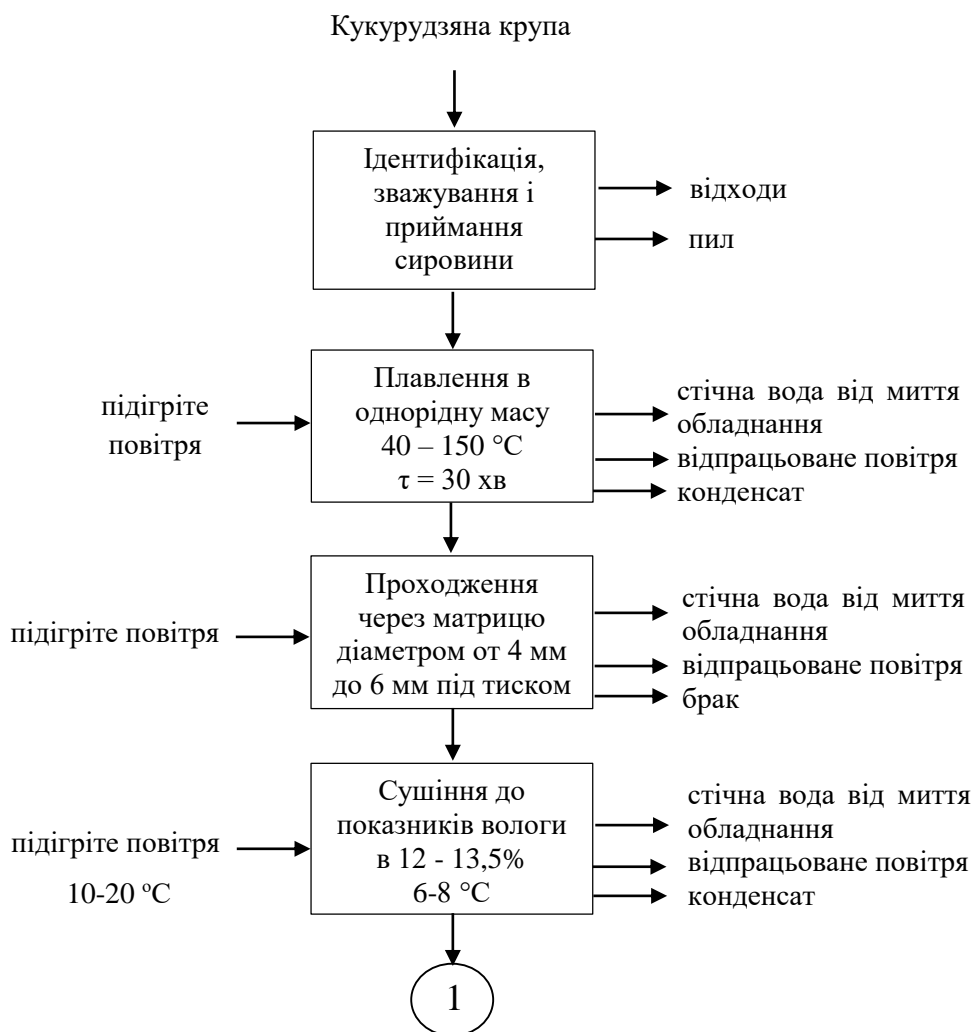 Кукурудзяна крупа
Ідентифікація,
зважування і
приймання
сировини
відходи
пил
підігріте
повітря
Плавлення в
однорідну масу
40 – 150 °С
τ = 30 хв
стічна вода від миття
обладнання
відпрацьоване повітря
конденсат
підігріте повітря
Проходження
через матрицю
діаметром от 4 мм
до 6 мм під тиском
стічна вода від миття
обладнання
відпрацьоване повітря
брак
підігріте повітря
10-20 ºС
Сушіння до
показників вологи
в 12 - 13,5%
6-8 °С
стічна вода від миття
обладнання
відпрацьоване повітря
конденсат
1